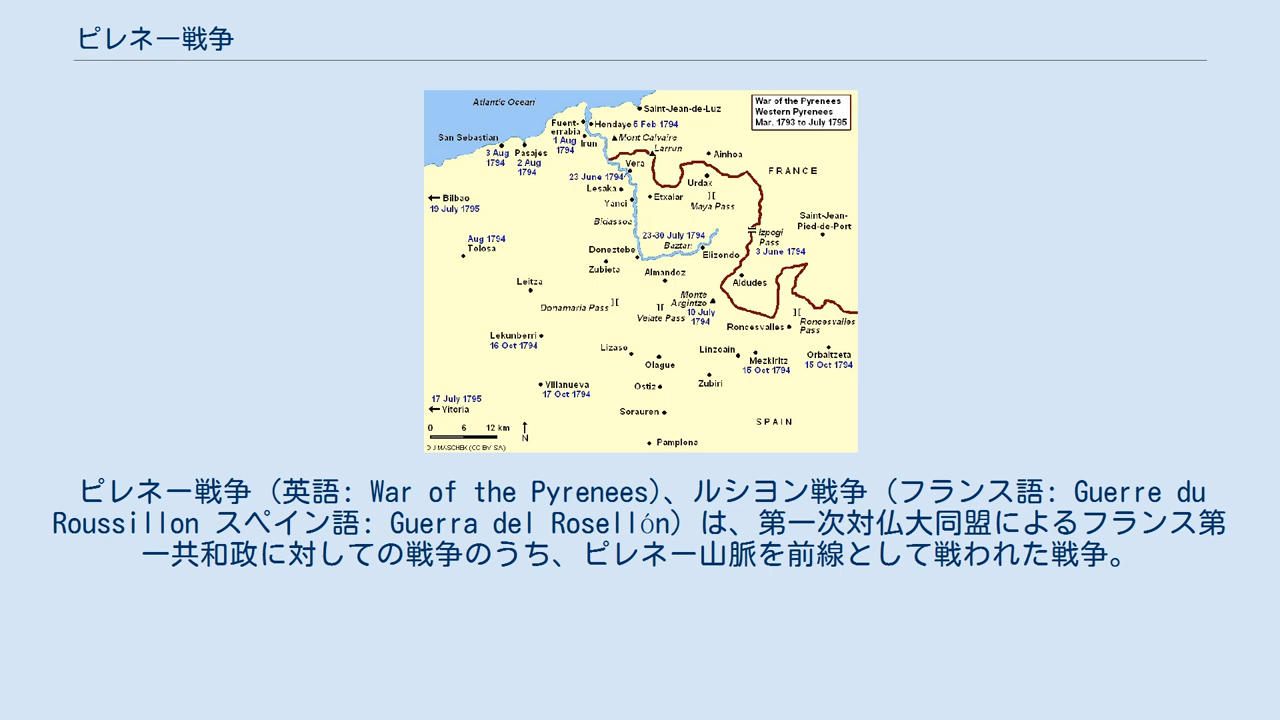 ピレネー戦争
Atlantic Ocean
Saint-Jean-de-Luz
War of the Pyrenees
Western Pyrenees
Mar. 1793 to July 1795
Fuent-
errabia
1 Aug
1794
Hendaye 5 Feb 1794
Irun
Mont Calvaire
Larrun
San Sebastian
3 Aug
1794
Pasajes
2 Aug
1794
Vera
Ainhoa
FRANCE
23 June 1794
Lesaka
Yanci
Etxalar
Urdax
Maya Pass
Bilbao
19 July 1795
Bidassoa
Saint-Jean-
Pied-de-Port
Aug 1794
Tolosa
23-30 July 1794
Baztan
Izpegi
Pass
3 June 1794
Doneztebe
Elizondo
Zubieta
Almandoz
Aldudes
Leitza
Donamaria Pass
Velate Pass
Monte
Argintzo
10 July
1794
Roncesvalles
Roncesvalles
Pass
Lekunberri
16 Oct 1794
Lizaso
Olague
Linzoain
Mezkiritz
15 Oct 1794
Orbaitzeta
15 Oct 1794
Villanueva
17 Oct 1794
Ostiz
Zubiri
17 July 1795
Vitoria
Sorauren
SPAIN
0 6 12 km
N
Pamplona
D J MASCHEK (CC BY SA)
ピレネー戦争（英語: War of the Pyrenees)、ルシヨン戦争（フランス語: Guerre du
Roussillon スペイン語: Guerra del Rosellón）は、第一次対仏大同盟によるフランス第
一共和政に対しての戦争のうち、ピレネー山脈を前線として戦われた戦争。